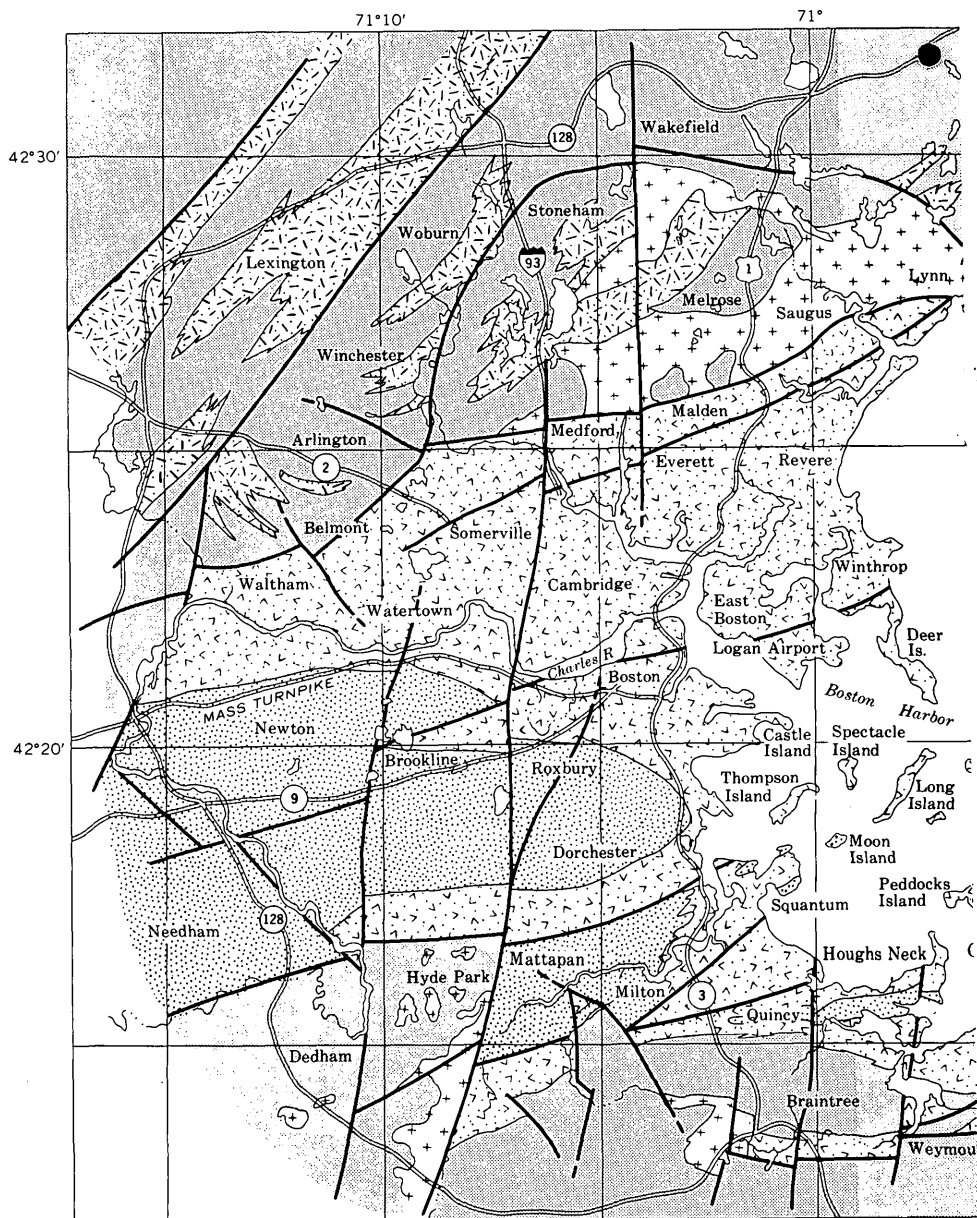 71°10′
71°
Wakefield
128
42°30′
Stoneham
Woburn
93
Lexington
1
Lynn
Melrose
Saugus
Winchester
Malden
Medford
Arlington
Everett
Revere
2
Belmont
Somerville
Winthrop
Waltham
Cambridge
Watertown
East
Boston
Deer
Is.
Logan Airport
Charles R
Boston
Boston
Harbor
MASS TURNPIKE
Newton
Castle
Island
Spectacle
Island
42°20′
Brookline
Roxbury
Thompson
Island
Long
Island
9
Moon
Island
Dorchester
Peddocks
Island
Squantum
128
Needham
Houghs Neck
Mattapan
Hyde Park
Milton
3
Quincy
Dedham
Braintree
Weymou